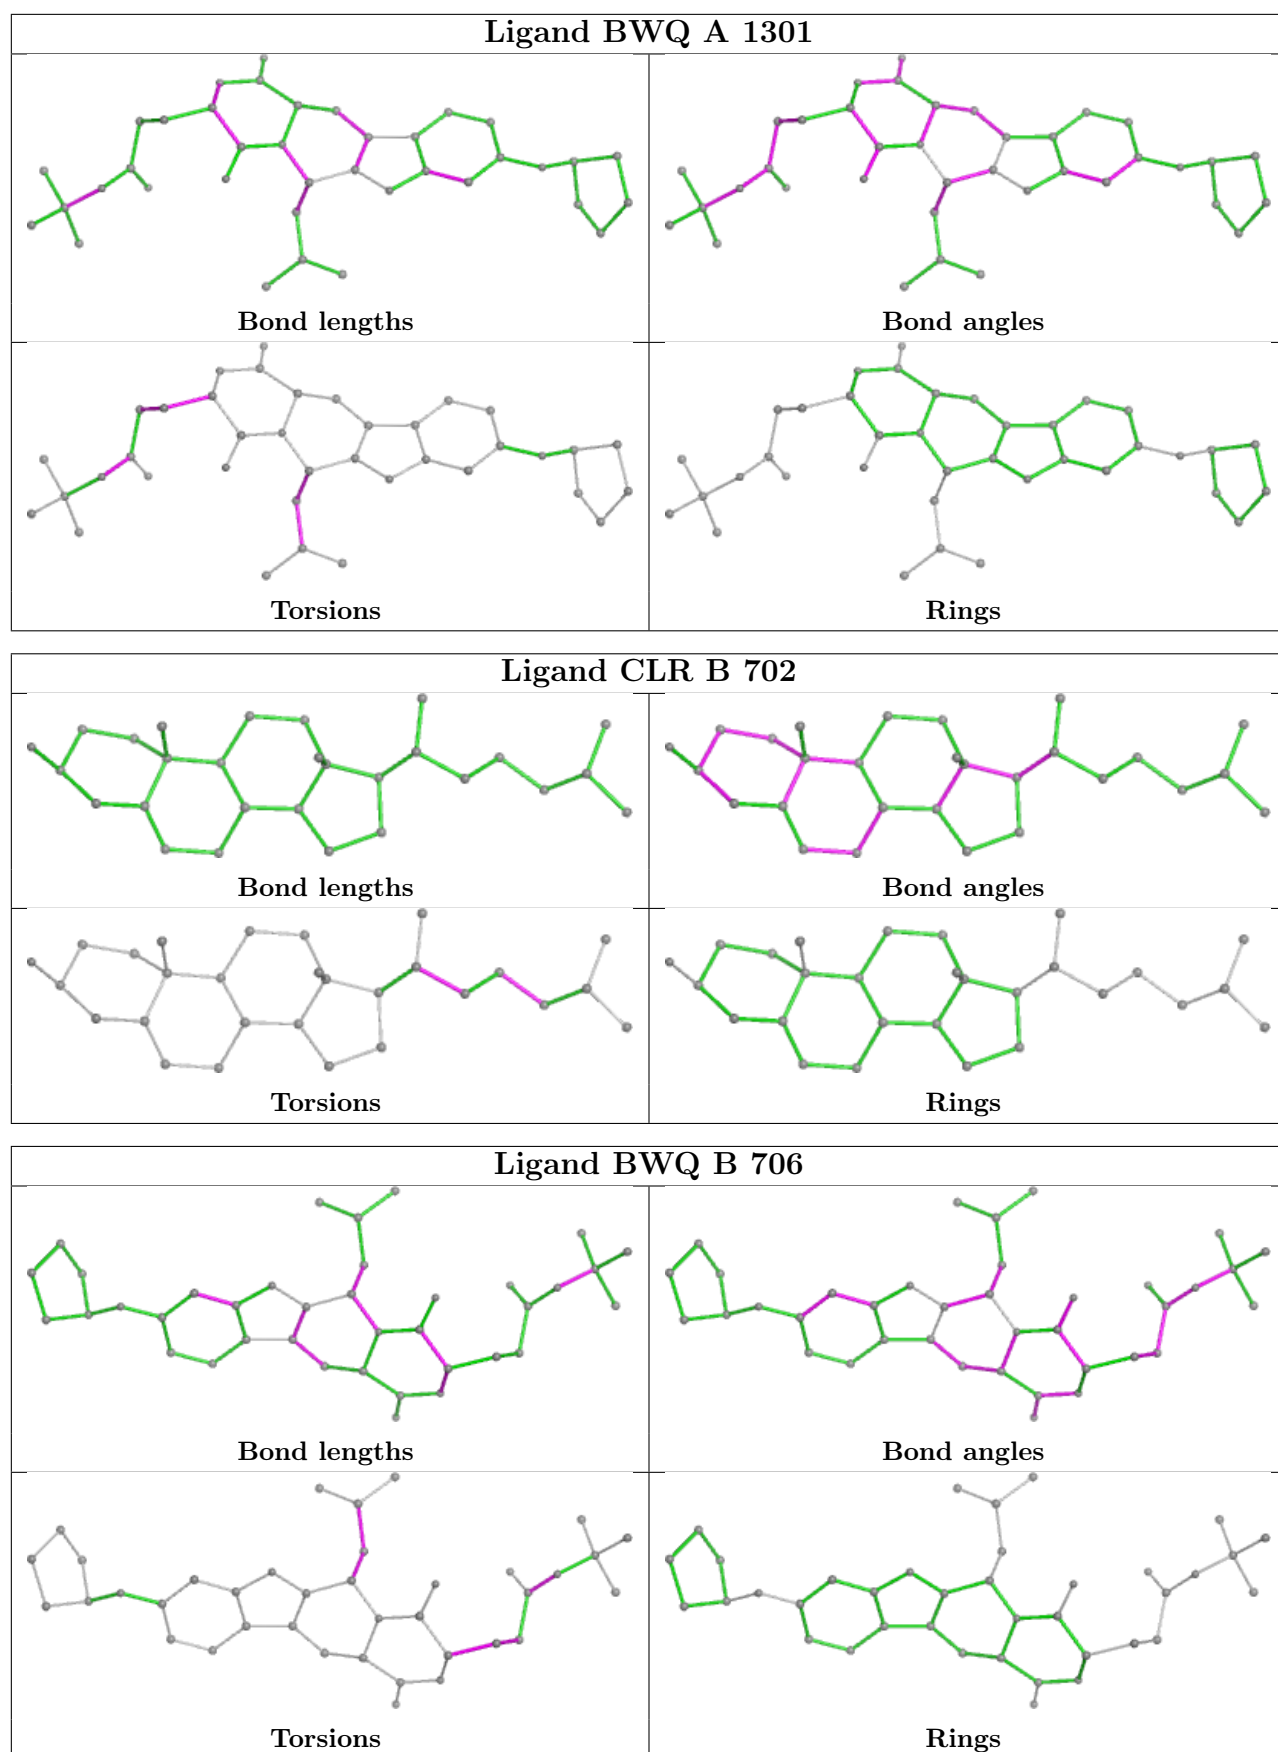 Ligand BWQ A 1301
Bond lengths
Bond angles
Torsions
Rings
Ligand CLR B 702
Bond lengths
Bond angles
Torsions
Rings
Ligand BWQ B 706
Bond lengths
Bond angles
Torsions
Rings